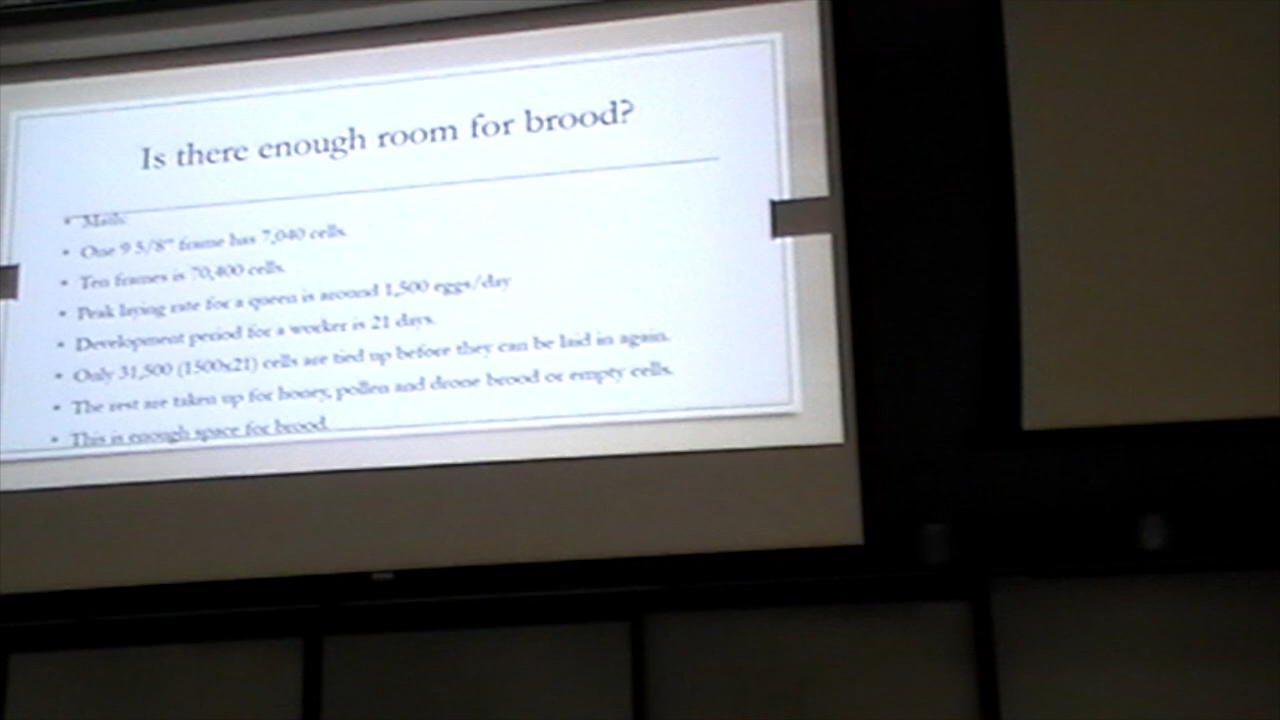 Is there enough room for brood?
• Math:
• One 9 5/8" frame has 7,040 cells.
• Ten frames is 70,400 cells.
• Peak laying rate for a queen is around 1,500 eggs/day
• Development period for a worker is 21 days.
• Only 31,500 (1500x21) cells are tied up before they can be laid in again.
• The rest are taken up for honey, pollen and drone brood or empty cells.
• This is enough space for brood.